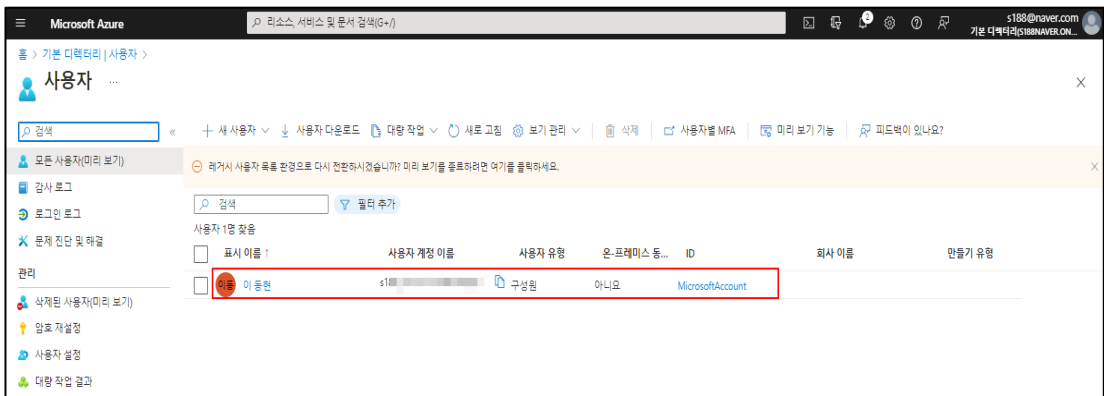 Microsoft Azure
리소스, 서비스 및 문서 검색(G+/)
s188@naver.com
기본 디렉터리(S188NAVER.ON...
홈 > 기본 디렉터리 | 사용자 >
사용자 ...
검색
새 사용자
사용자 다운로드
대량 작업
새로 고침
보기 관리
삭제
사용자별 MFA
미리 보기 기능
피드백이 있나요?
모든 사용자(미리 보기)
감사 로그
로그인 로그
문제 진단 및 해결
관리
삭제된 사용자(미리 보기)
암호 재설정
사용자 설정
대량 작업 결과
레거시 사용자 목록 환경으로 다시 전환하시겠습니까? 미리 보기를 종료하려면 여기를 클릭하세요.
검색
필터 추가
사용자 1명 찾음
표시 이름 ↑ 사용자 계정 이름 사용자 유형 온-프레미스 동... ID 회사 이름 만들기 유형
이동 이 동현 s18 구성원 아니요 MicrosoftAccount